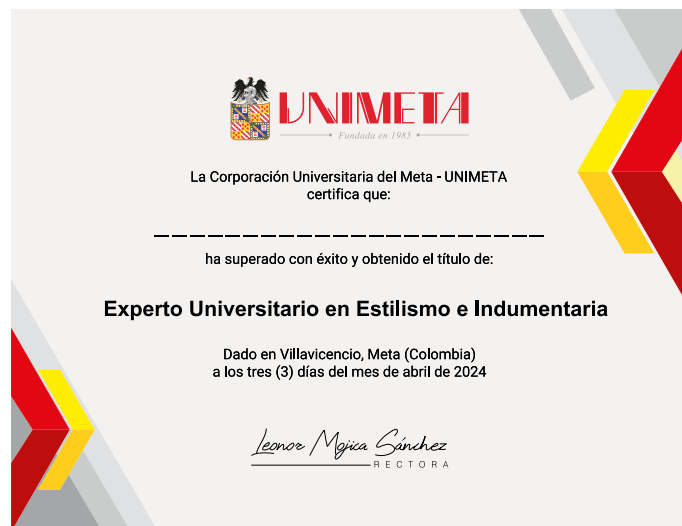 UNIMETA
Fundada en 1985
La Corporación Universitaria del Meta - UNIMETA
certifica que:
ha superado con éxito y obtenido el título de:
Experto Universitario en Estilismo e Indumentaria
Dado en Villavicencio, Meta (Colombia)
a los tres (3) días del mes de abril de 2024
Leonor Mojica Sánchez
RECTORA